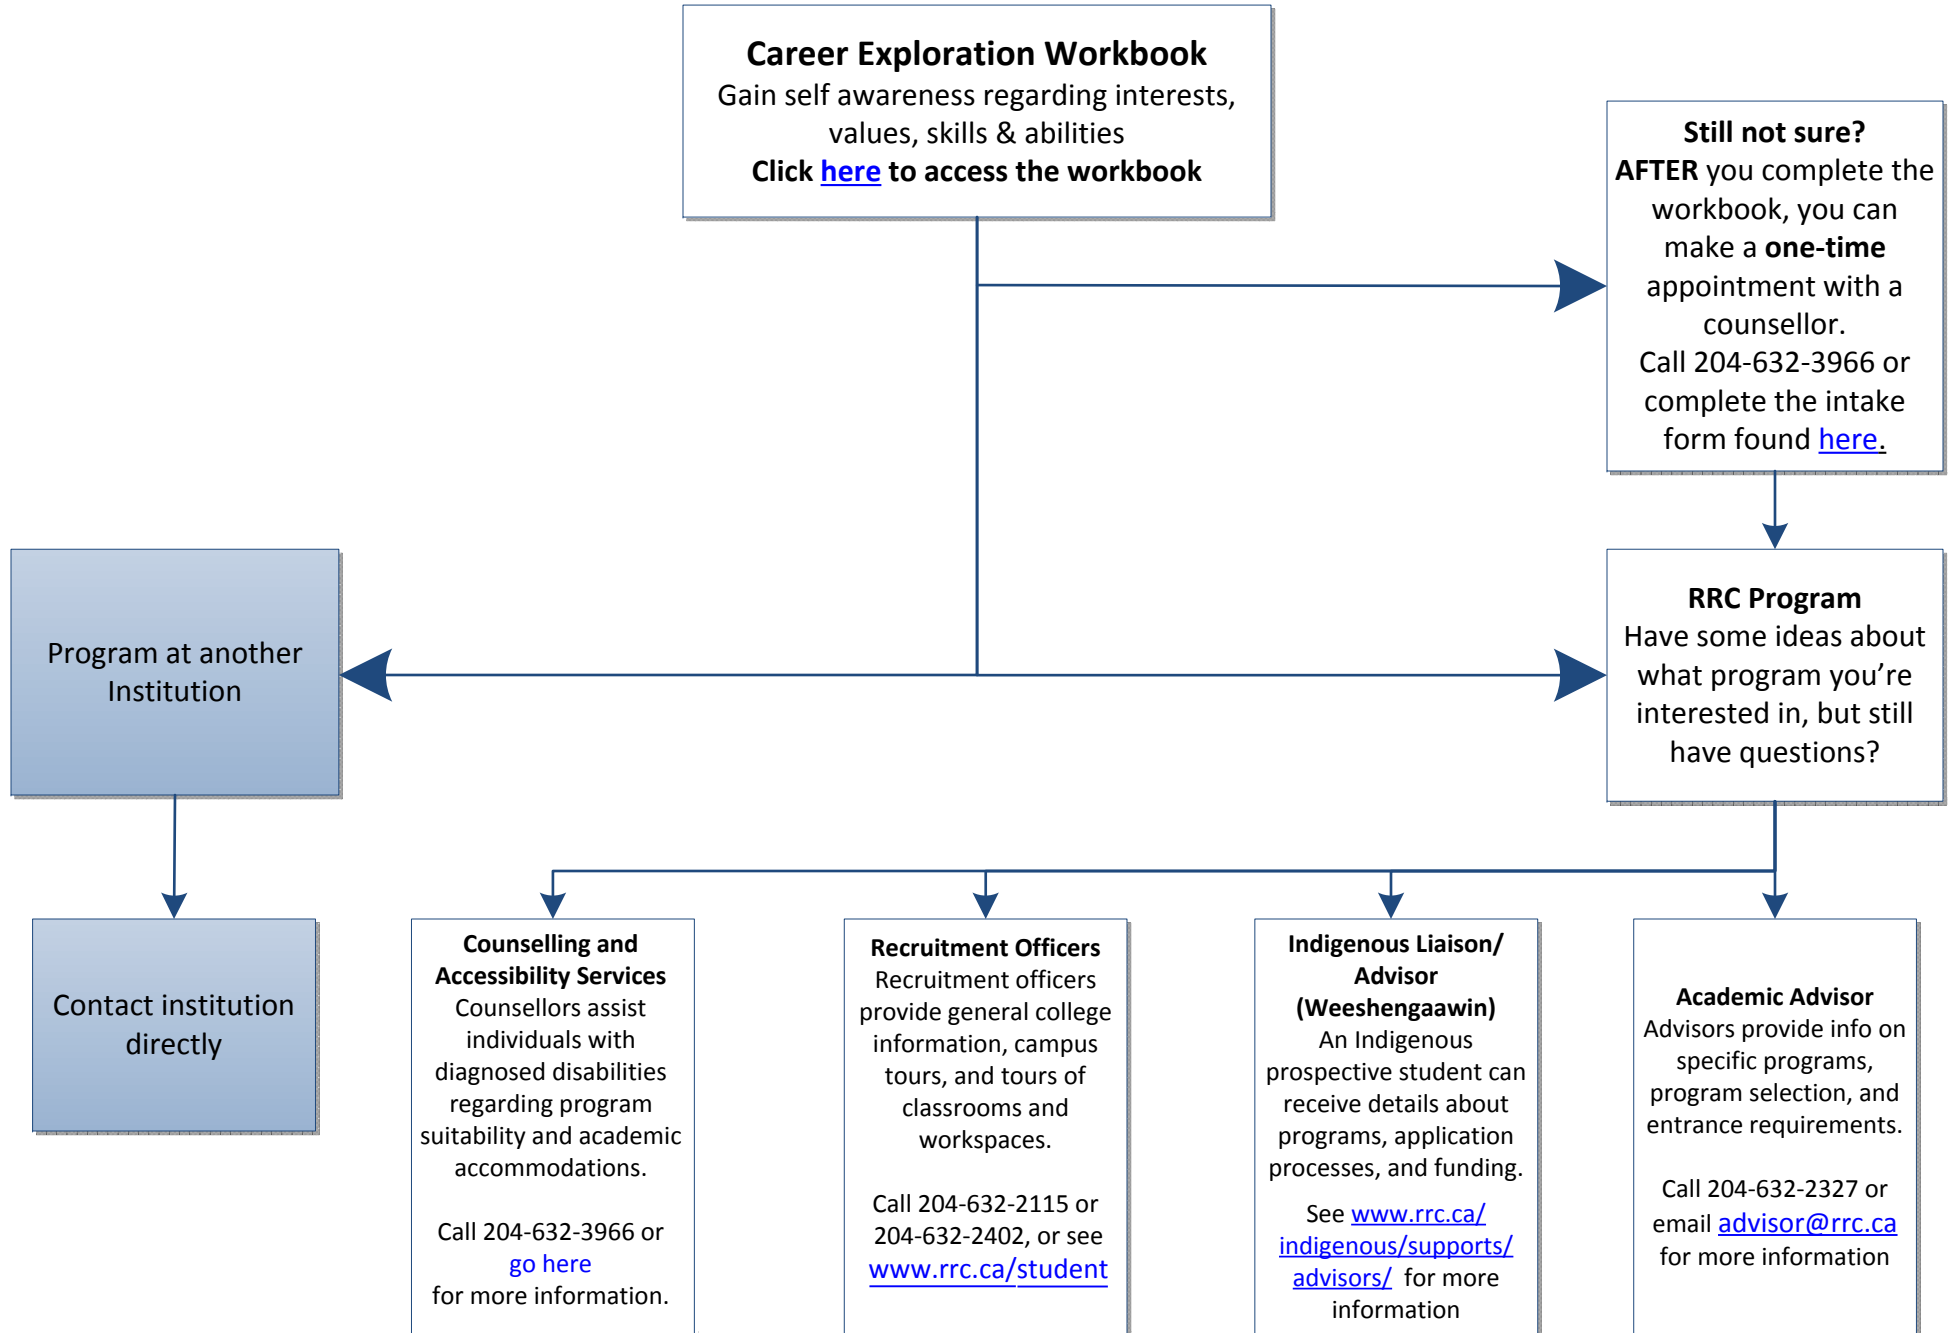 Career Exploration Workbook
Gain self awareness regarding interests,
values, skills & abilities
Click here to access the workbook
Still not sure?
AFTER you complete the
workbook, you can
make a one-time
appointment with a
counsellor.
Call 204-632-3966 or
complete the intake
form found here.
Program at another
Institution
RRC Program
Have some ideas about
what program you’re
interested in, but still
have questions?
Contact institution
directly
Counselling and
Accessibility Services
Counsellors assist
individuals with
diagnosed disabilities
regarding program
suitability and academic
accommodations.
Call 204-632-3966 or
go here
for more information.
Recruitment Officers
Recruitment officers
provide general college
information, campus
tours, and tours of
classrooms and
workspaces.
Call 204-632-2115 or
204-632-2402, or see
www.rrc.ca/student
Indigenous Liaison/
Advisor
(Weeshengaawin)
An Indigenous
prospective student can
receive details about
programs, application
processes, and funding.
See www.rrc.ca/
indigenous/supports/
advisors/ for more
information
Academic Advisor
Advisors provide info on
specific programs,
program selection, and
entrance requirements.
Call 204-632-2327 or
email advisor@rrc.ca
for more information